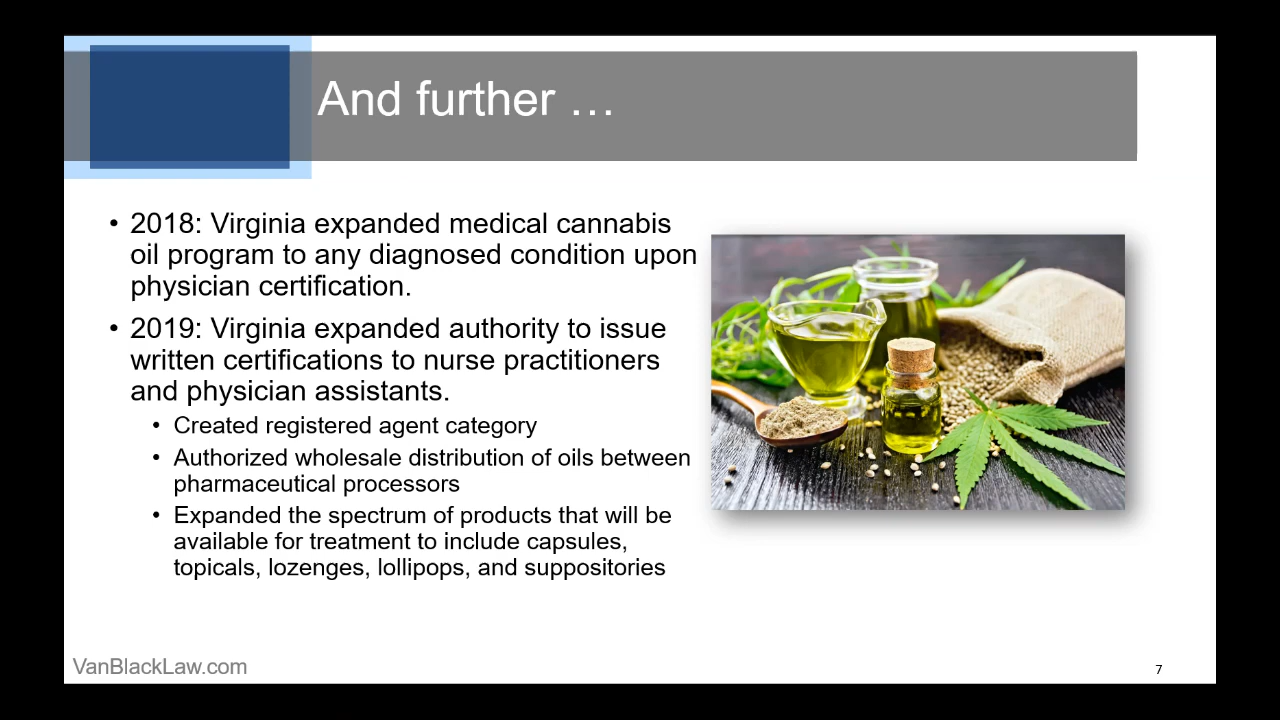 And further …
• 2018: Virginia expanded medical cannabis
oil program to any diagnosed condition upon
physician certification.
• 2019: Virginia expanded authority to issue
written certifications to nurse practitioners
and physician assistants.
• Created registered agent category
• Authorized wholesale distribution of oils between
pharmaceutical processors
• Expanded the spectrum of products that will be
available for treatment to include capsules,
topicals, lozenges, lollipops, and suppositories
VanBlackLaw.com
7